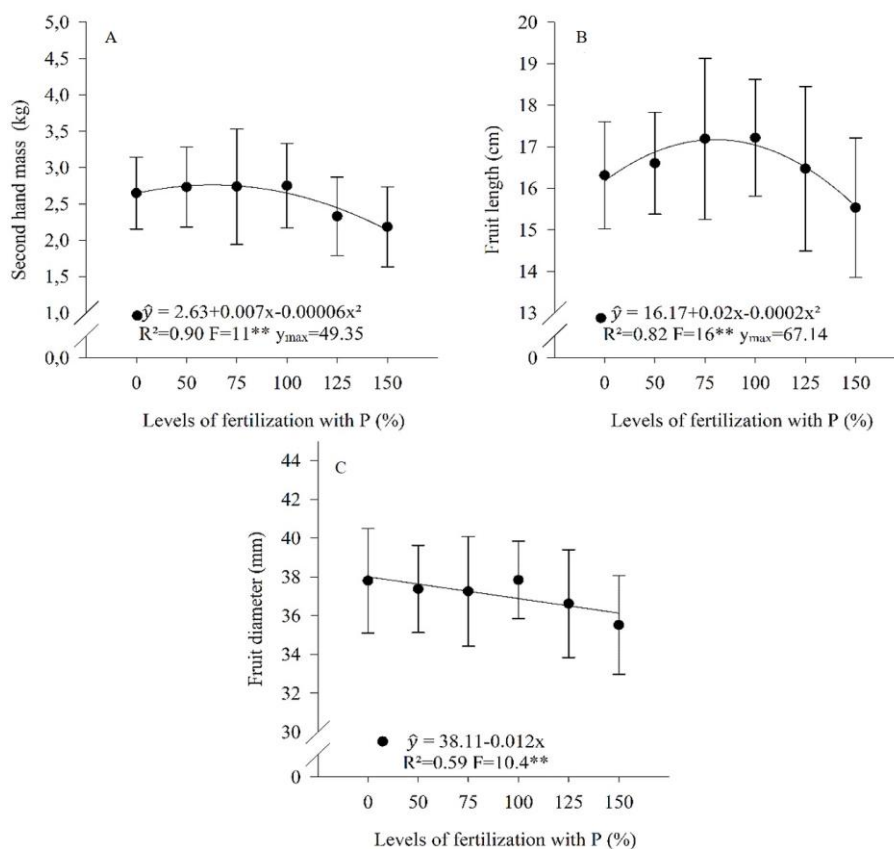 A
Second hand mass (kg)
5,0
4,5
4,0
3,5
3,0
2,5
2,0
1,5
1,0
0,0
ŷ = 2.63+0.007x-0.00006x²
R²=0.90 F=11** yₘₐₓ=49.35
0 50 75 100 125 150
Levels of fertilization with P (%)
B
Fruit length (cm)
20
19
18
17
16
15
14
13
0
ŷ = 16.17+0.02x-0.0002x²
R²=0.82 F=16** yₘₐₓ=67.14
0 50 75 100 125 150
Levels of fertilization with P (%)
C
Fruit diameter (mm)
44
42
40
38
36
34
32
30
0
ŷ = 38.11-0.012x
R²=0.59 F=10.4**
0 50 75 100 125 150
Levels of fertilization with P (%)